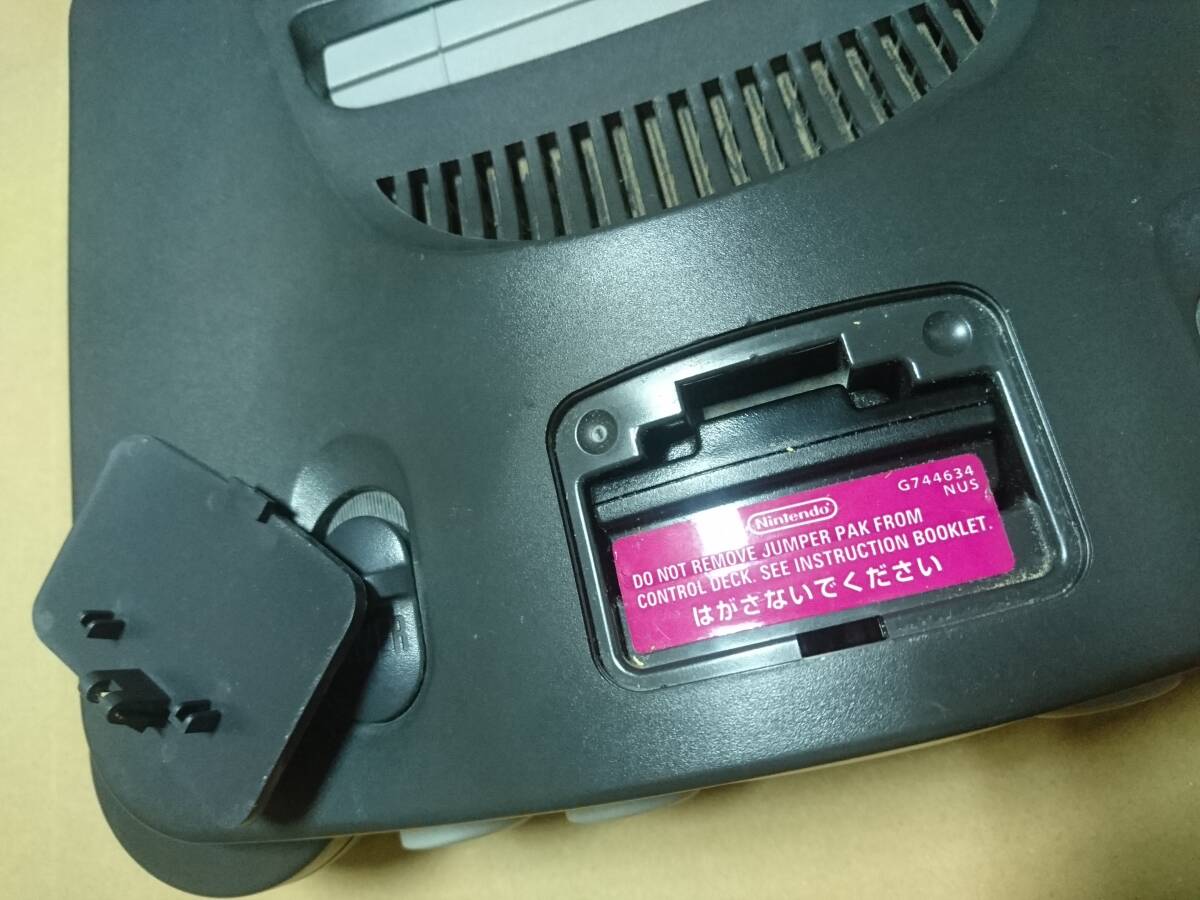 G744634
NUS
Nintendo
DO NOT REMOVE JUMPER PAK FROM
CONTROL DECK. SEE INSTRUCTION BOOKLET.
はがさないでください